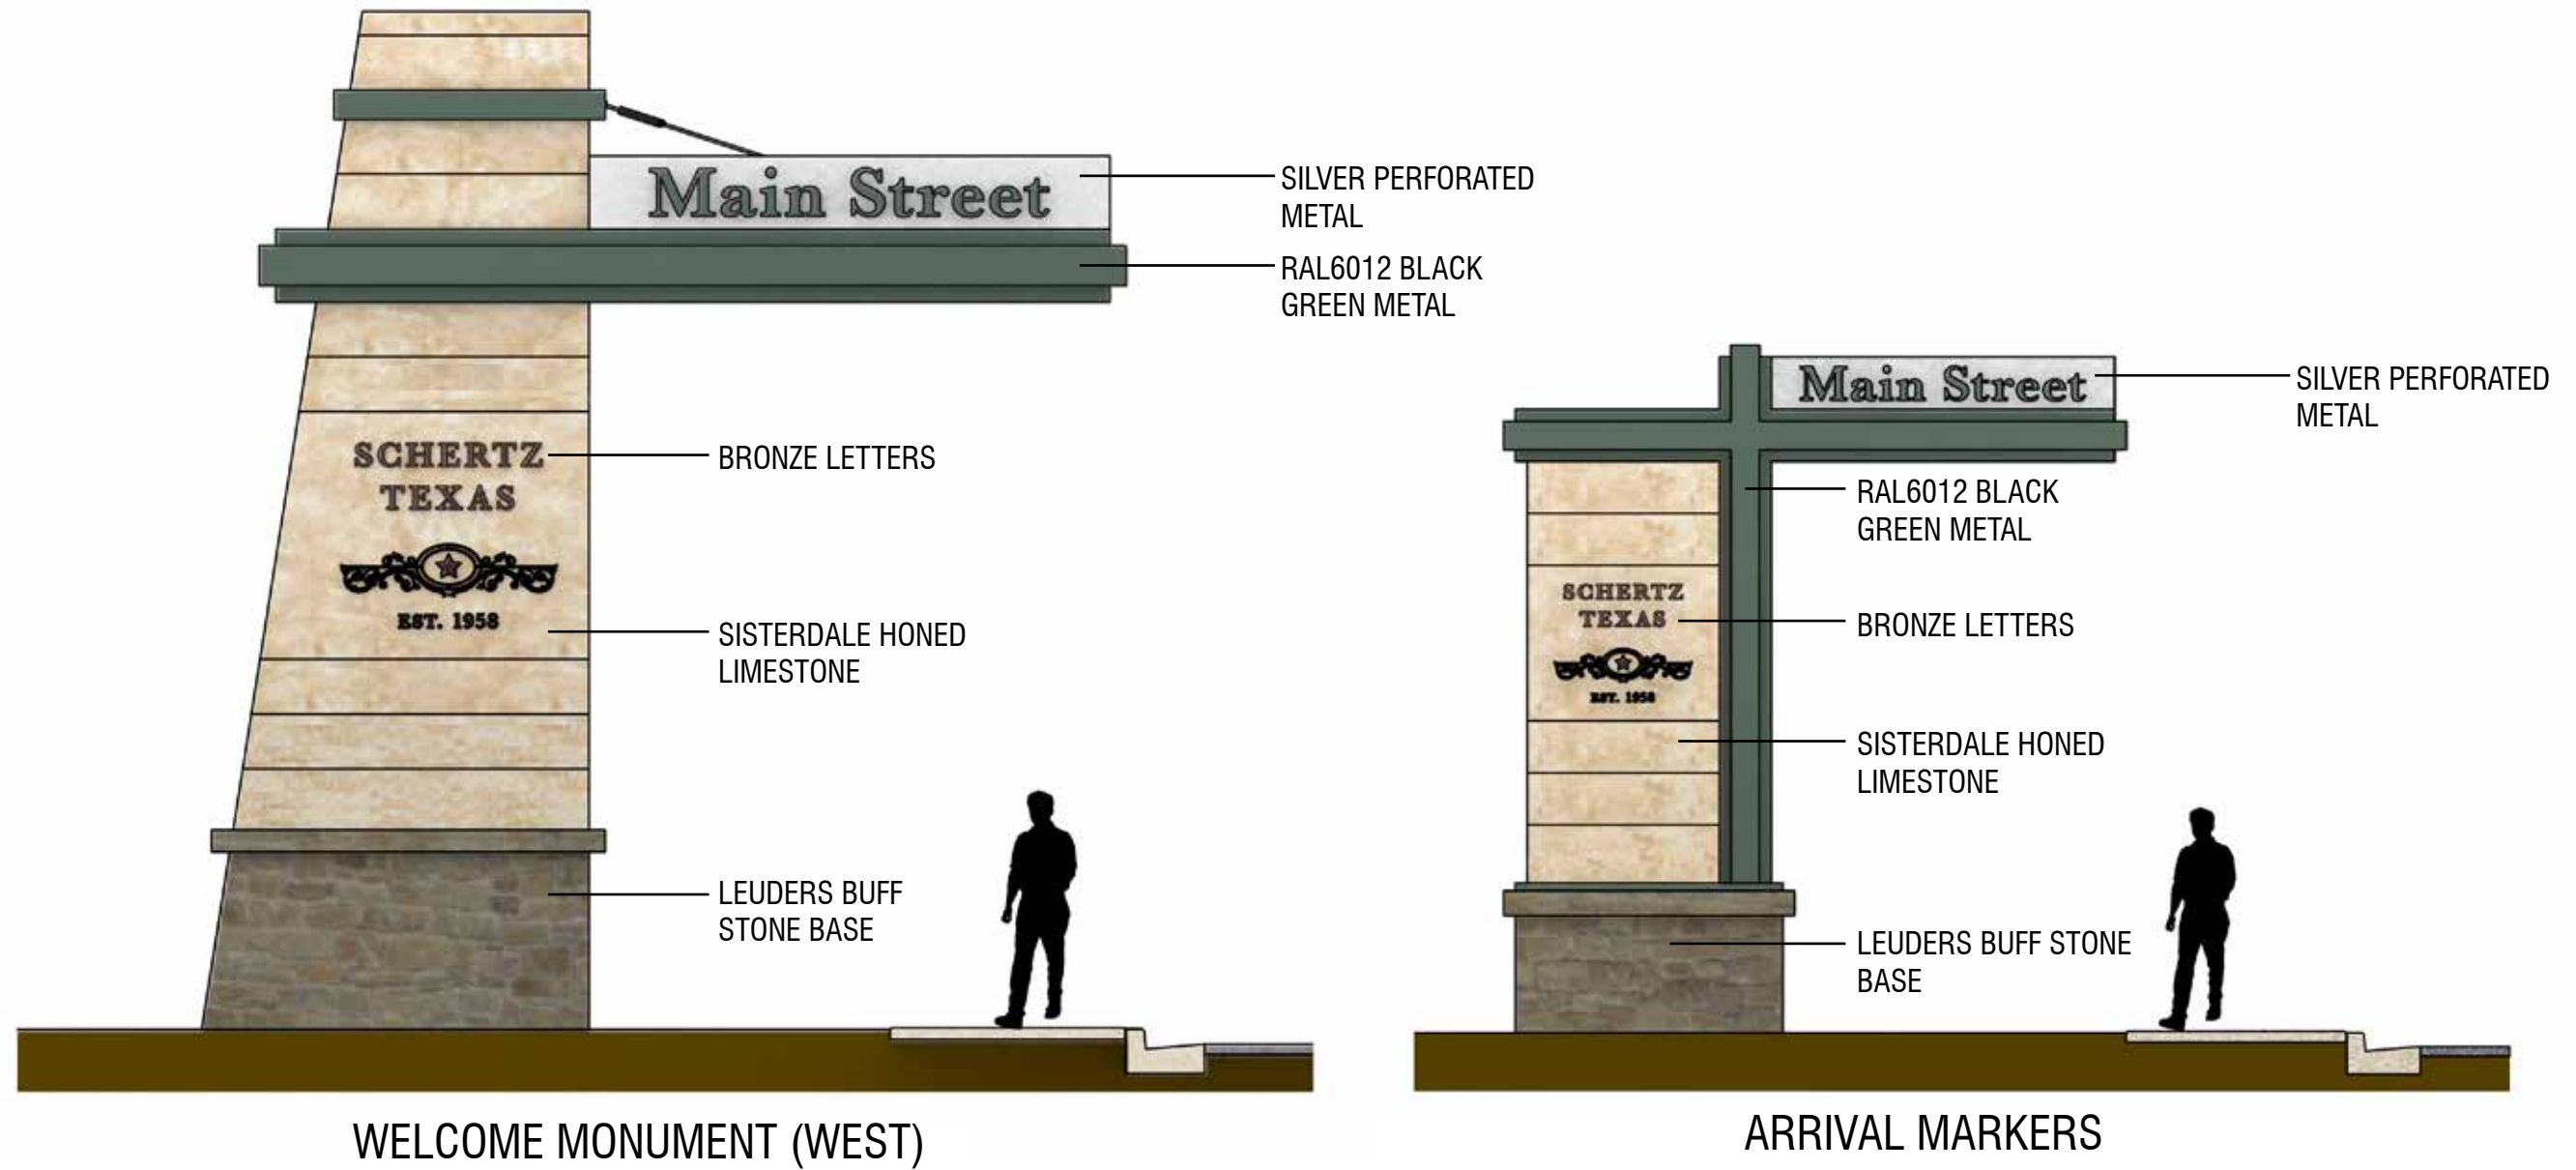 Main Street
SILVER PERFORATED
METAL
RAL6012 BLACK
GREEN METAL
SCHERTZ
TEXAS
EST. 1958
BRONZE LETTERS
SISTERDALE HONED
LIMESTONE
LEUDERS BUFF
STONE BASE
WELCOME MONUMENT (WEST)
Main Street
SILVER PERFORATED
METAL
RAL6012 BLACK
GREEN METAL
SCHERTZ
TEXAS
EST. 1958
BRONZE LETTERS
SISTERDALE HONED
LIMESTONE
LEUDERS BUFF STONE
BASE
ARRIVAL MARKERS